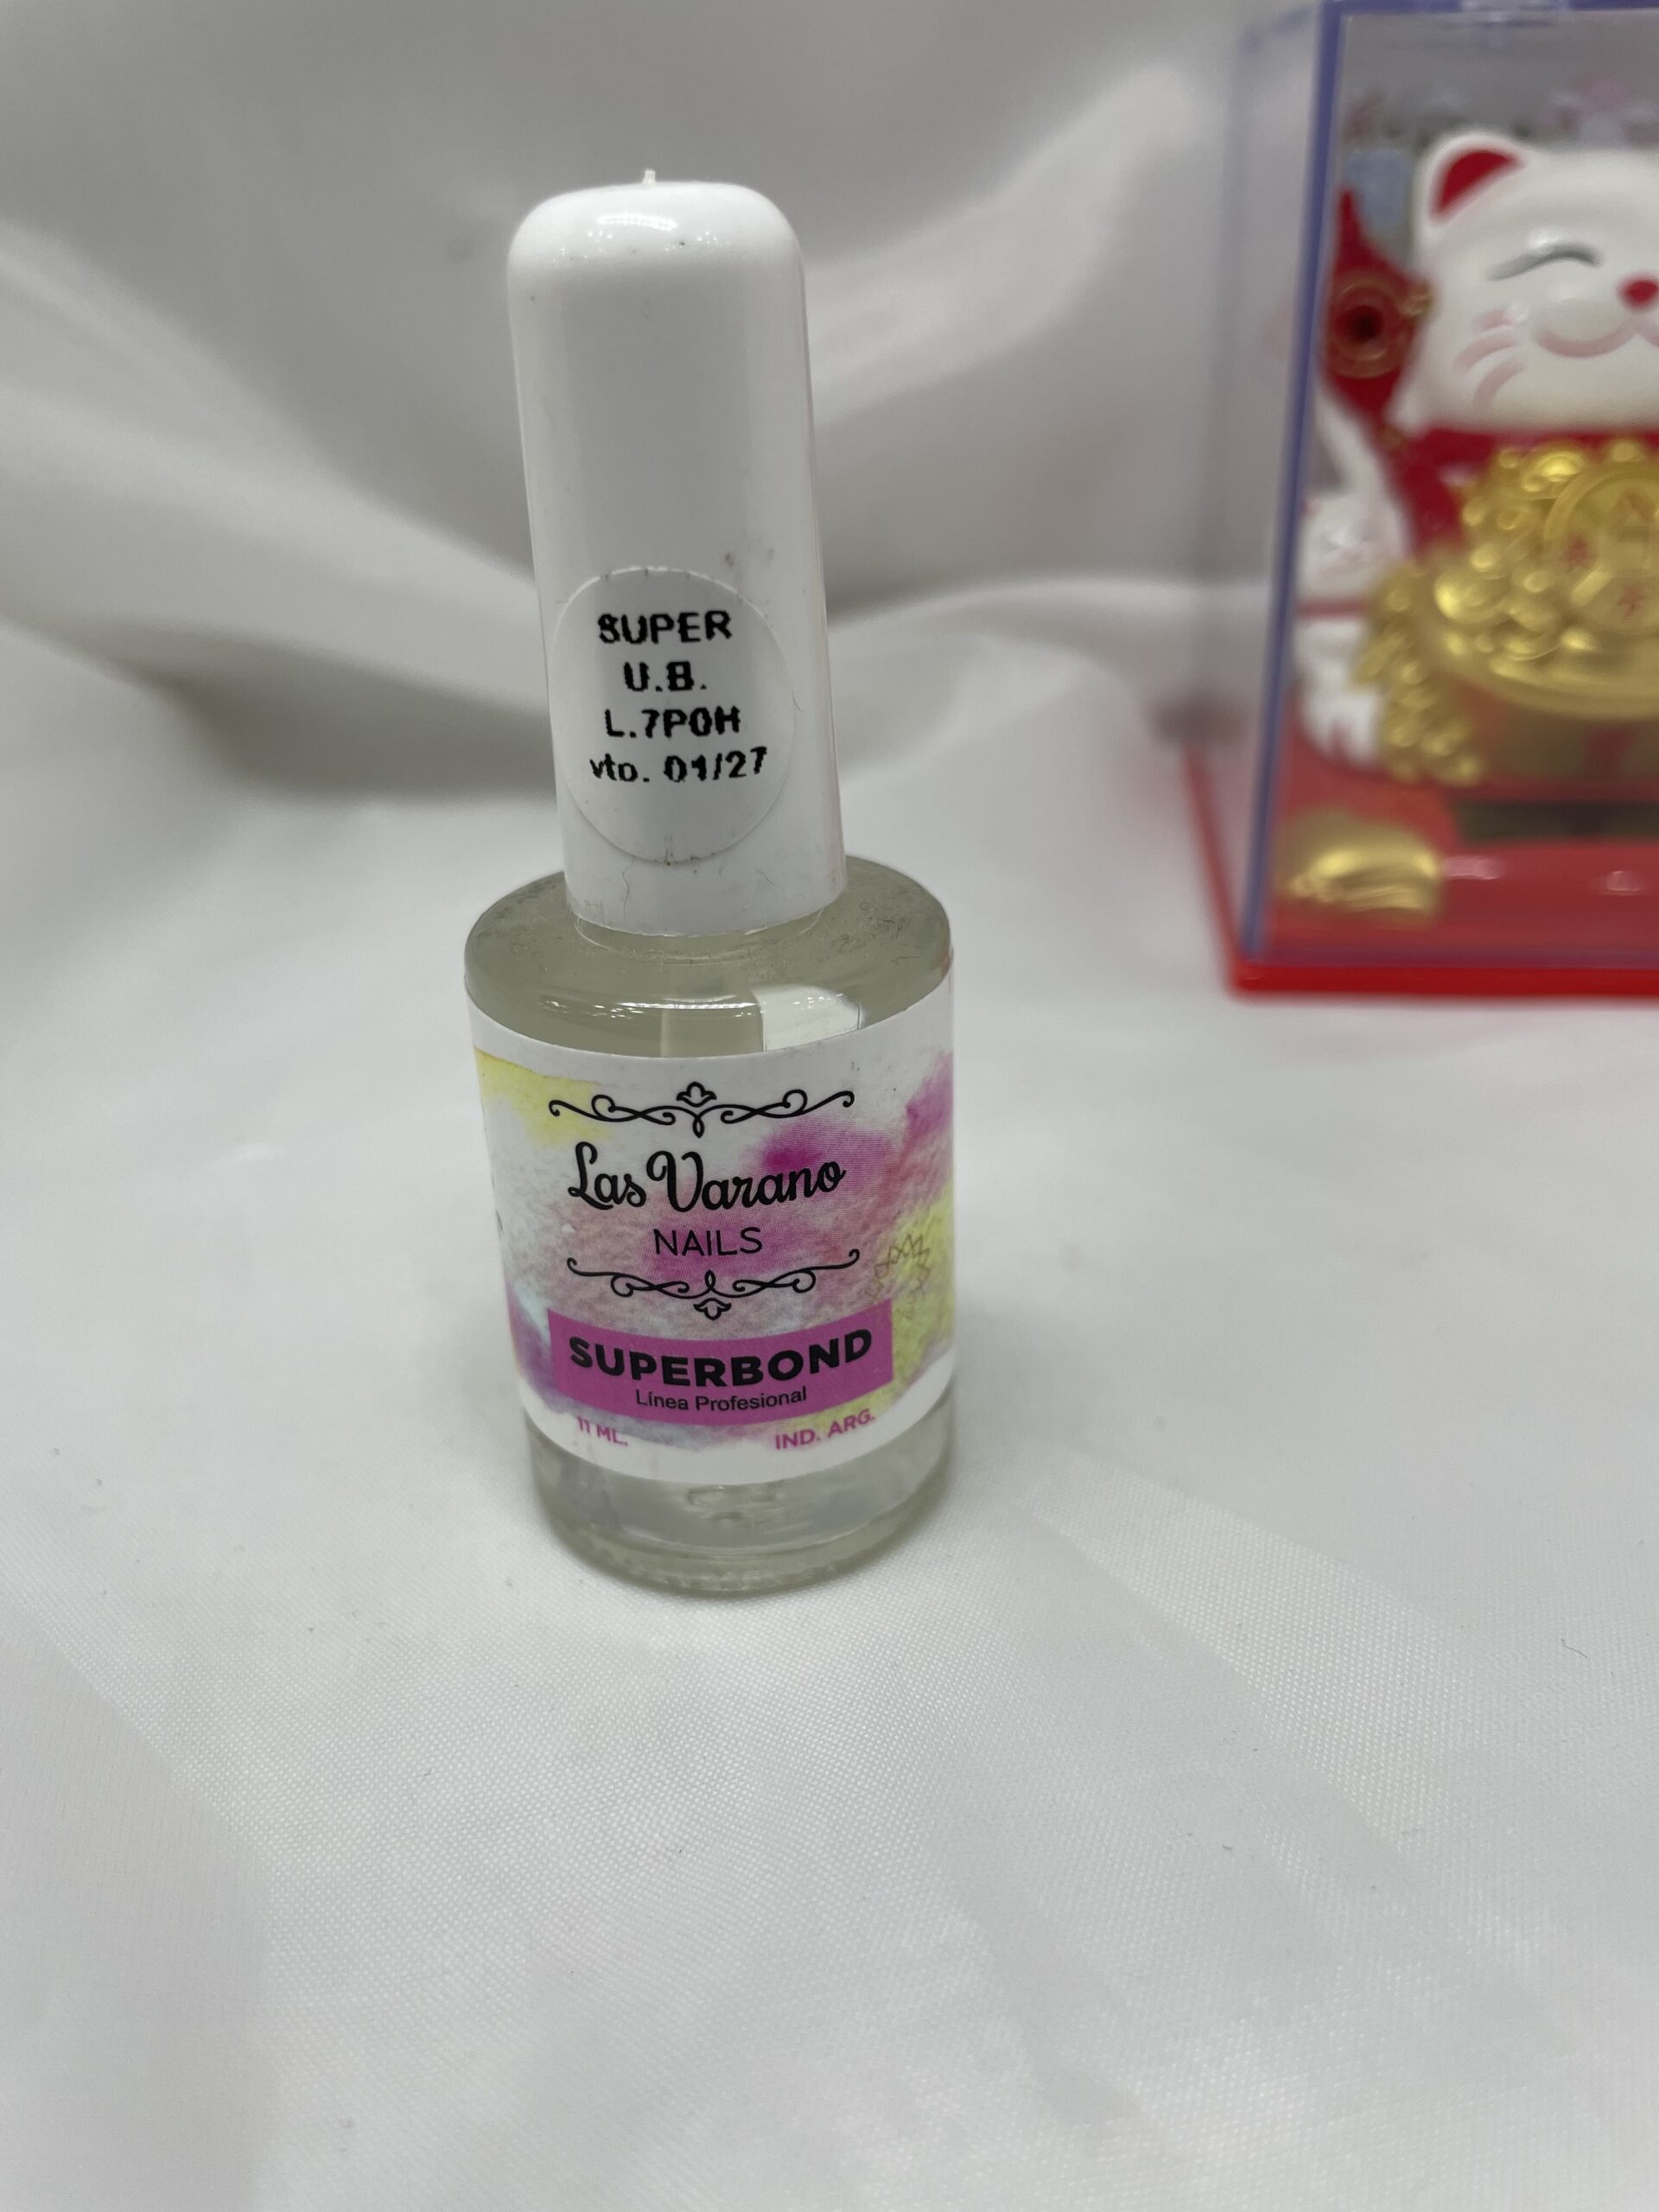 SUPER
U.B.
L.7P0H
vto. 01/27
Las Varano
NAILS
SUPERBOND
Línea Profesional
11 ML.
IND. ARG.